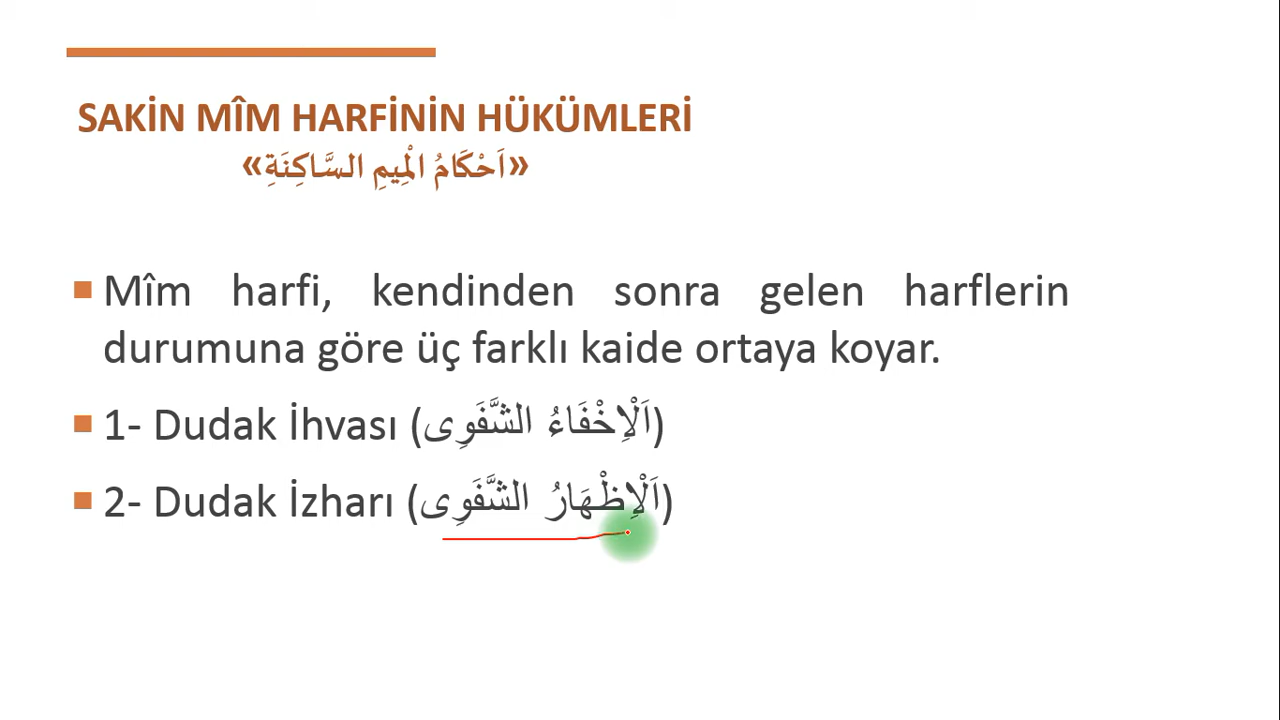 SAKİN MÎM HARFİNİN HÜKÜMLERİ
«اَحْكَامُ الْمِيمِ السَّاكِنَةِ»
Mîm harfi, kendinden sonra gelen harflerin
durumuna göre üç farklı kaide ortaya koyar.
1- Dudak İhvası (اَلْاِخْفَاءُ الشَّفَوِى)
2- Dudak İzharı (اَلْاِظْهَارُ الشَّفَوِى)